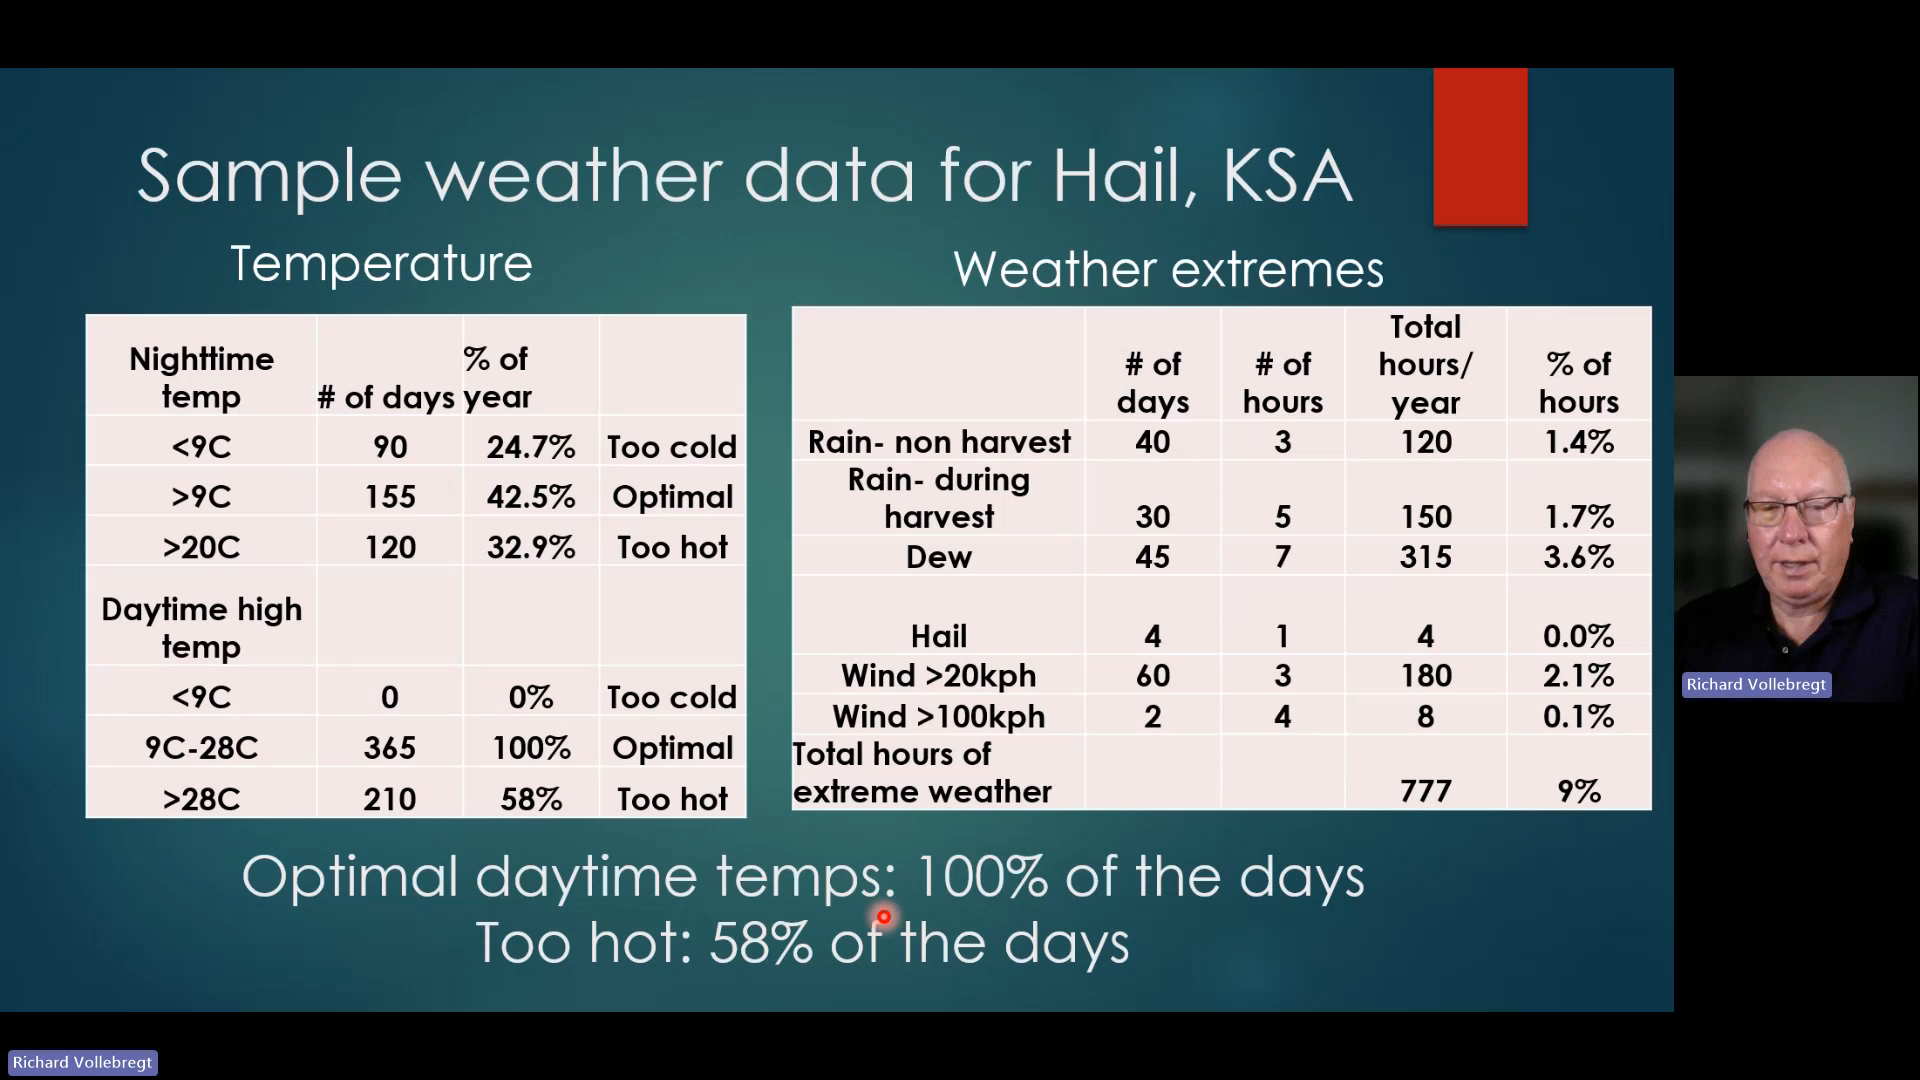 Sample weather data for Hail, KSA
Temperature
Nighttime temp # of days % of year
<9C 90 24.7% Too cold
>9C 155 42.5% Optimal
>20C 120 32.9% Too hot
Daytime high temp
<9C 0 0% Too cold
9C-28C 365 100% Optimal
>28C 210 58% Too hot
Weather extremes
# of days # of hours Total hours/ year % of hours
Rain- non harvest 40 3 120 1.4%
Rain- during harvest 30 5 150 1.7%
Dew 45 7 315 3.6%
Hail 4 1 4 0.0%
Wind >20kph 60 3 180 2.1%
Wind >100kph 2 4 8 0.1%
Total hours of extreme weather 777 9%
Optimal daytime temps: 100% of the days
Too hot: 58% of the days
Richard Vollebregt
Richard Vollebregt